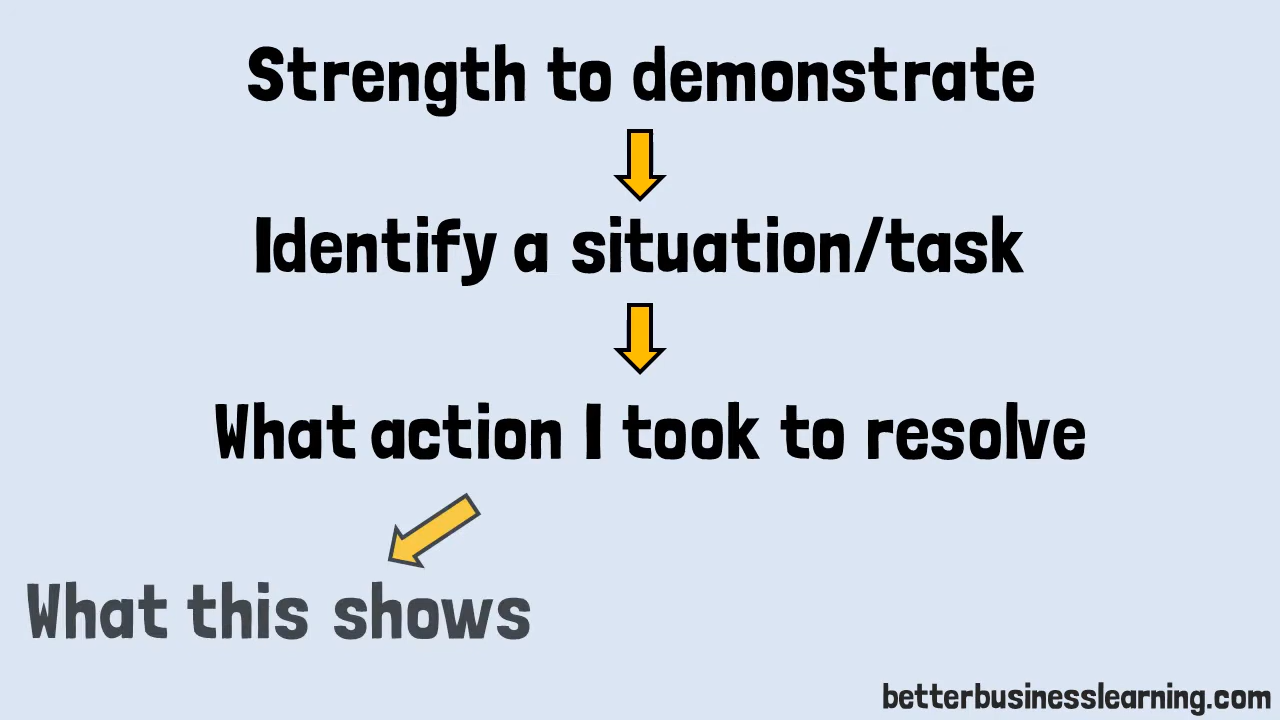 Strength to demonstrate
Identify a situation/task
What action I took to resolve
What this shows
betterbusinesslearning.com